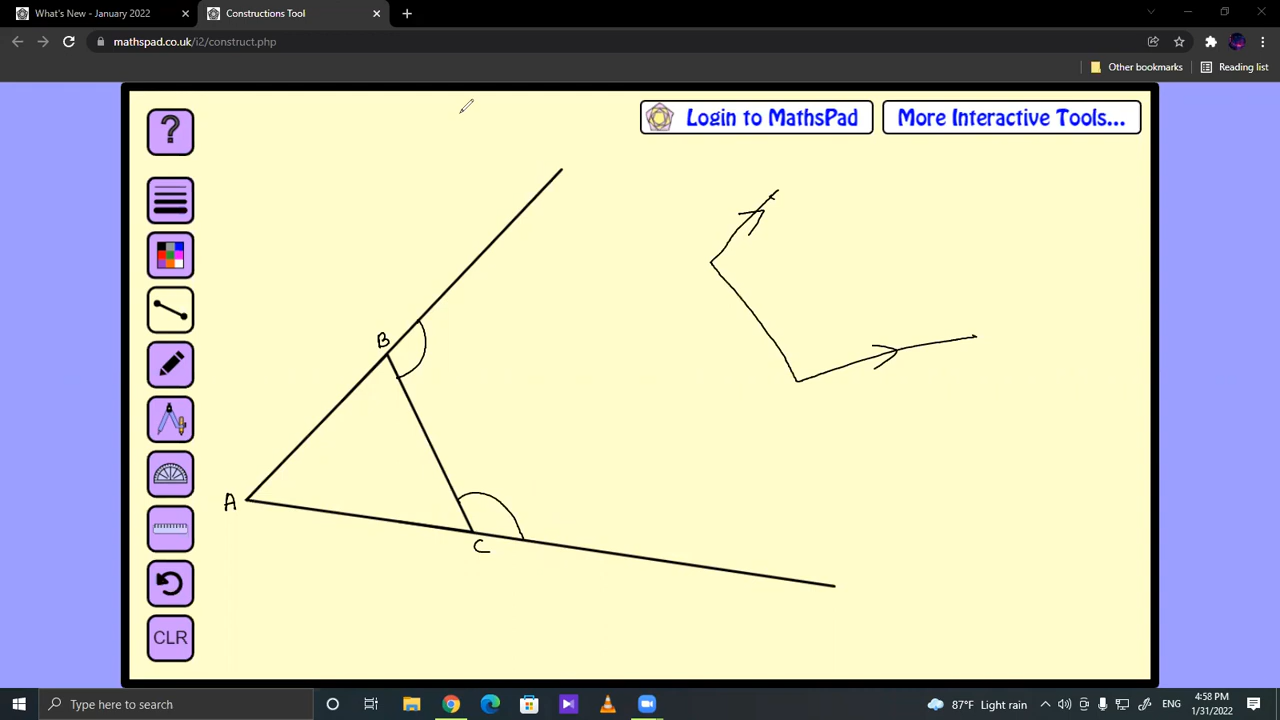 What's New - January 2022
Constructions Tool
mathspad.co.uk/i2/construct.php
Other bookmarks
Reading list
?
Login to MathsPad
More Interactive Tools...
B
A
C
CLR
Type here to search
87°F Light rain
4:58 PM
1/31/2022